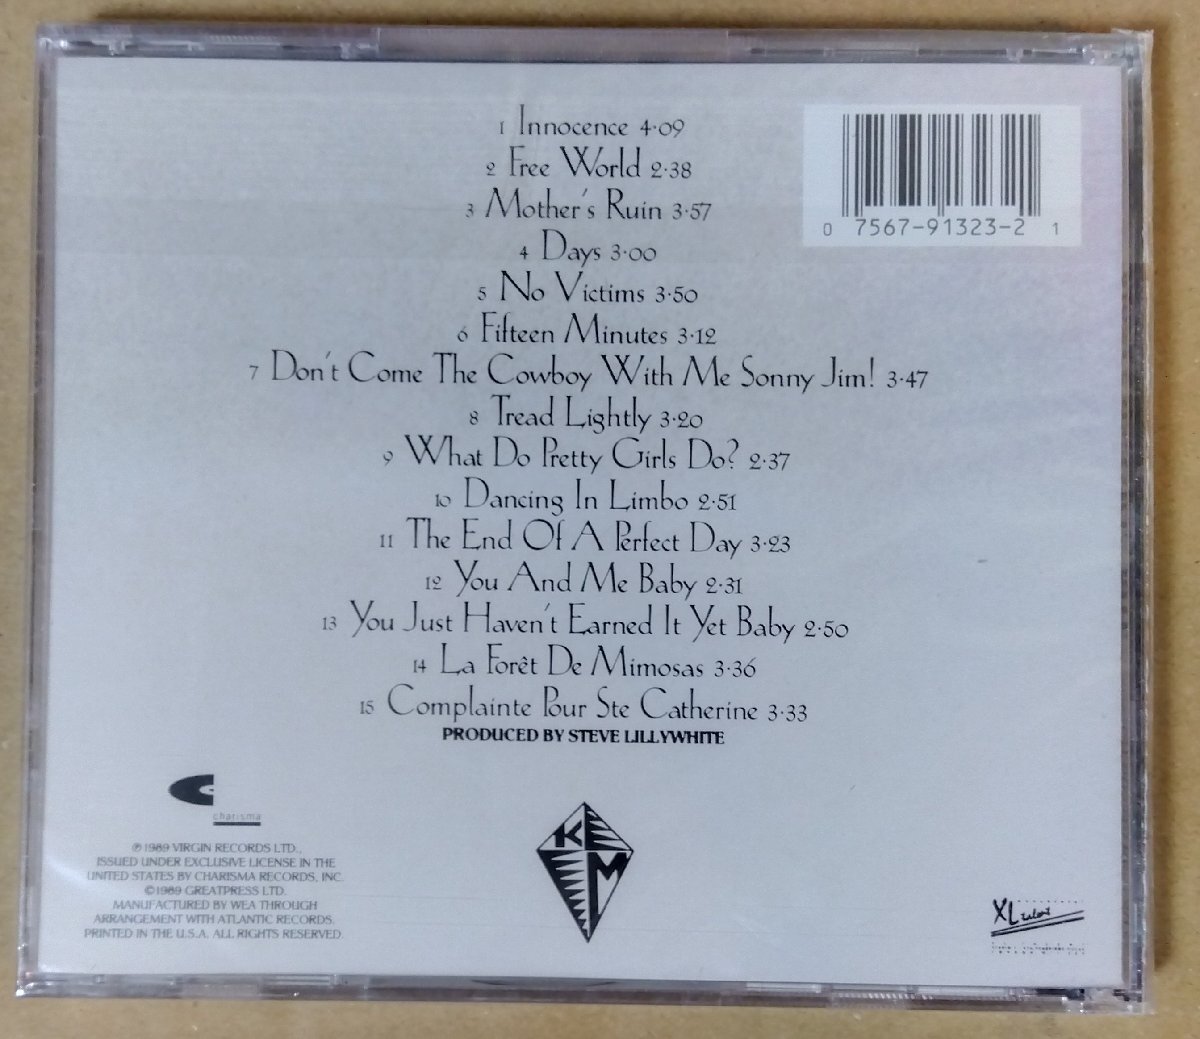 1 Innocence 4·09
2 Free World 2·38
3 Mother's Ruin 3·57
4 Days 3·00
5 No Victims 3·50
6 Fifteen Minutes 3·12
7 Don't Come The Cowboy With Me Sonny Jim! 3·47
8 Tread Lightly 3·20
9 What Do Pretty Girls Do? 2·37
10 Dancing In Limbo 2·51
11 The End Of A Perfect Day 3·23
12 You And Me Baby 2·31
13 You Just Haven't Earned It Yet Baby 2·50
14 La Forêt De Mimosas 3·36
15 Complainte Pour Ste Catherine 3·33
PRODUCED BY STEVE LILLYWHITE
0 7567-91323-2 1
charisma
℗ 1989 VIRGIN RECORDS LTD.,
ISSUED UNDER EXCLUSIVE LICENSE IN THE
UNITED STATES BY CHARISMA RECORDS, INC.
© 1989 GREATPRESS LTD.
MANUFACTURED BY WEA THROUGH
ARRANGEMENT WITH ATLANTIC RECORDS.
PRINTED IN THE U.S.A. ALL RIGHTS RESERVED.
K
M
XL